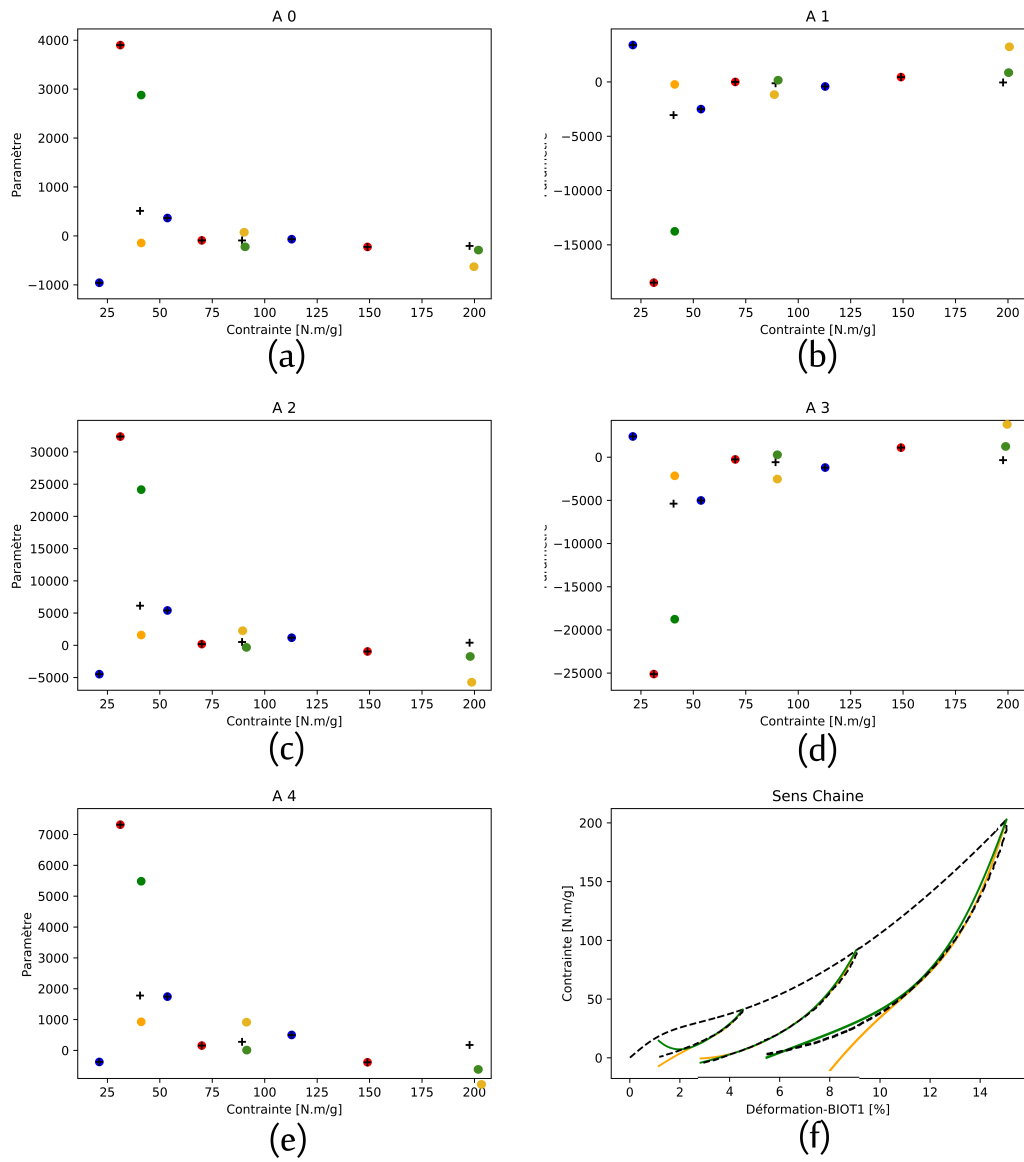 A 0
4000
3000
2000
1000
0
−1000
Paramètre
25 50 75 100 125 150 175 200
Contrainte [N.m/g]
(a)
A 1
0
−5000
−10000
−15000
25 50 75 100 125 150 175 200
Contrainte [N.m/g]
(b)
A 2
30000
25000
20000
15000
10000
5000
0
−5000
Paramètre
25 50 75 100 125 150 175 200
Contrainte [N.m/g]
(c)
A 3
0
−5000
−10000
−15000
−20000
−25000
25 50 75 100 125 150 175 200
Contrainte [N.m/g]
(d)
A 4
7000
6000
5000
4000
3000
2000
1000
0
Paramètre
25 50 75 100 125 150 175 200
Contrainte [N.m/g]
(e)
Sens Chaine
200
150
100
50
0
Contrainte [N.m/g]
0 2 4 6 8 10 12 14
Déformation-BIOT1 [%]
(f)